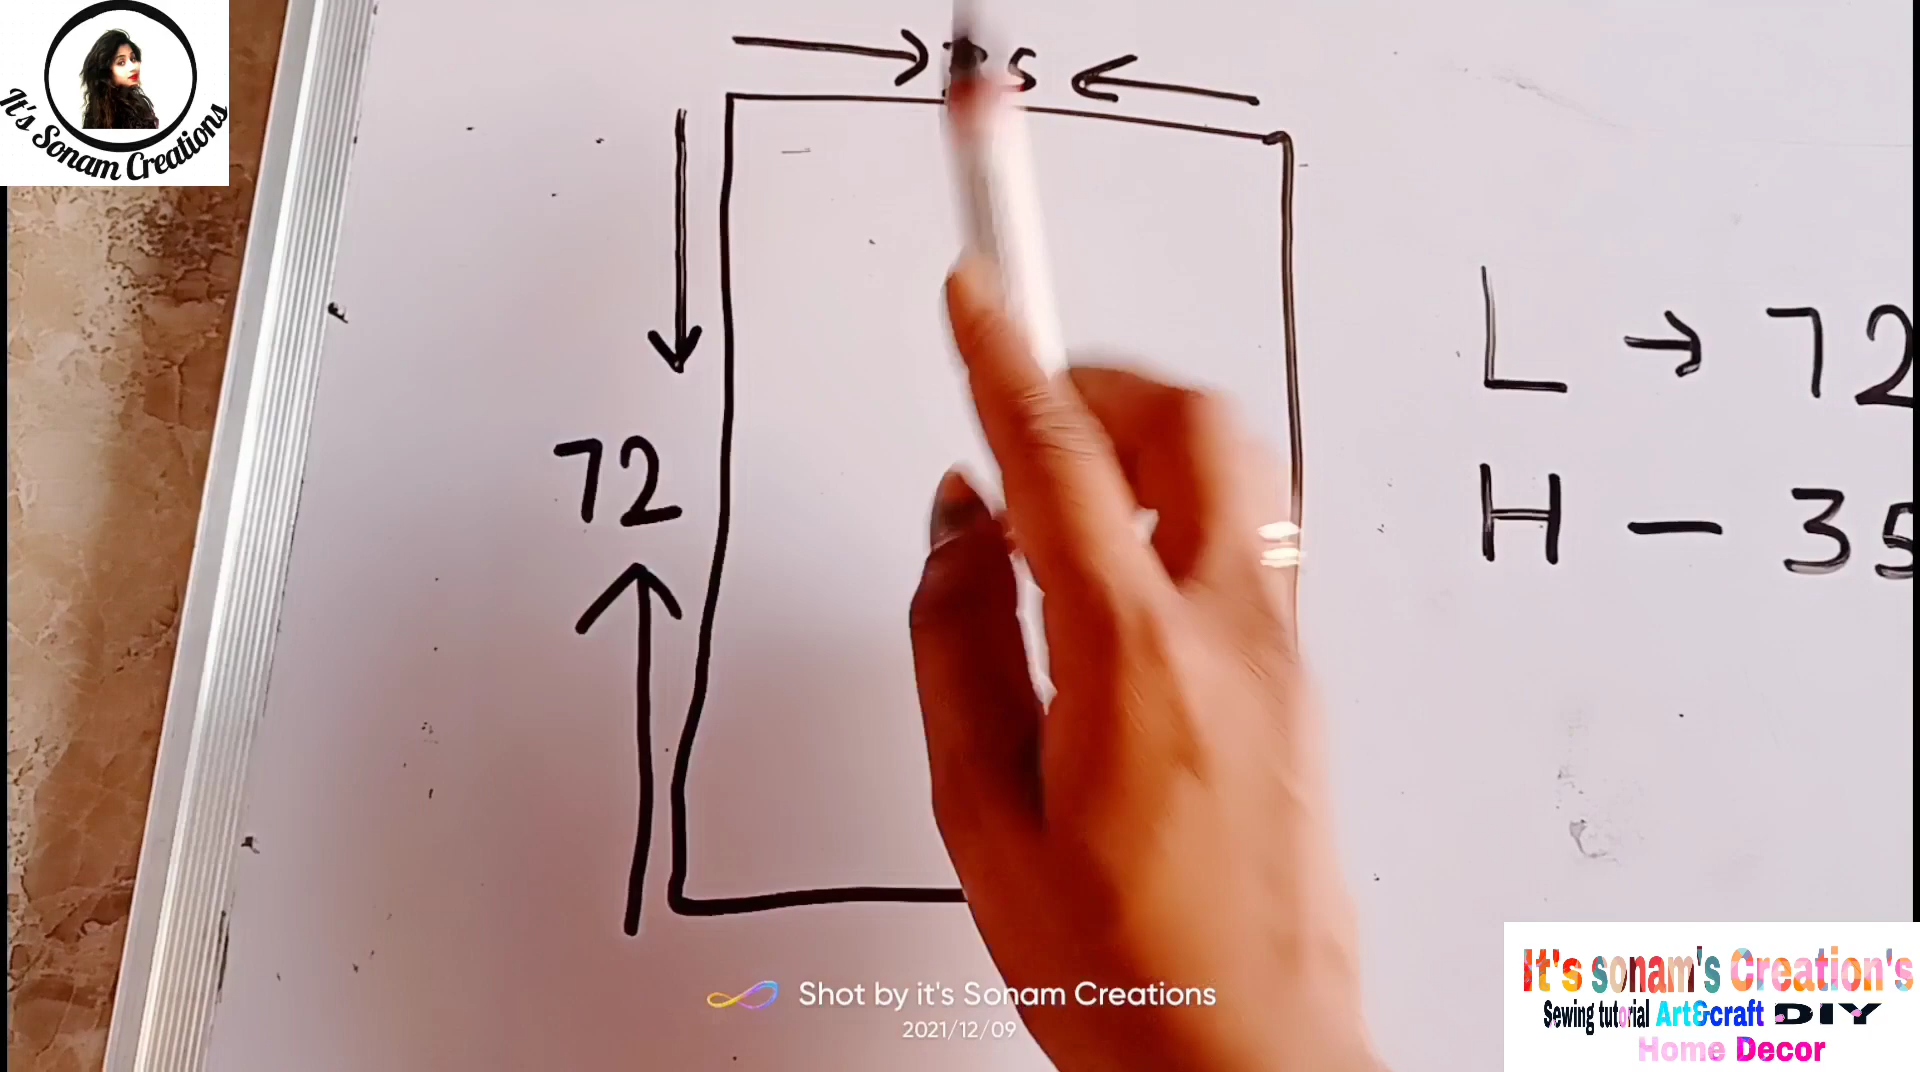 It's Sonam Creations
35
72
L → 72
H — 35
Shot by it's Sonam Creations
2021/12/09
It's sonam's Creation's
Sewing tutorial Art&craft DIY
Home Decor